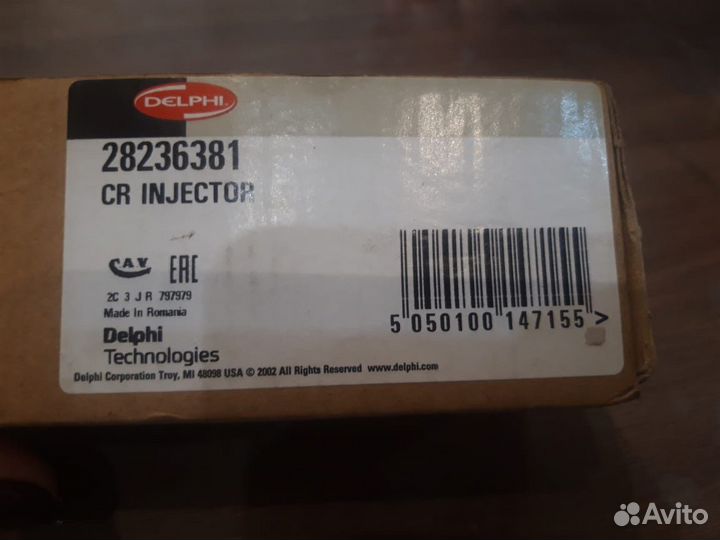 DELPHI
28236381
CR INJECTOR
C.A.V. EAC
2C 3 J R 797979
Made In Romania
Delphi
Technologies
Delphi Corporation Troy, MI 48098 USA © 2002 All Rights Reserved www.delphi.com
5 050100 147155 >
Avito